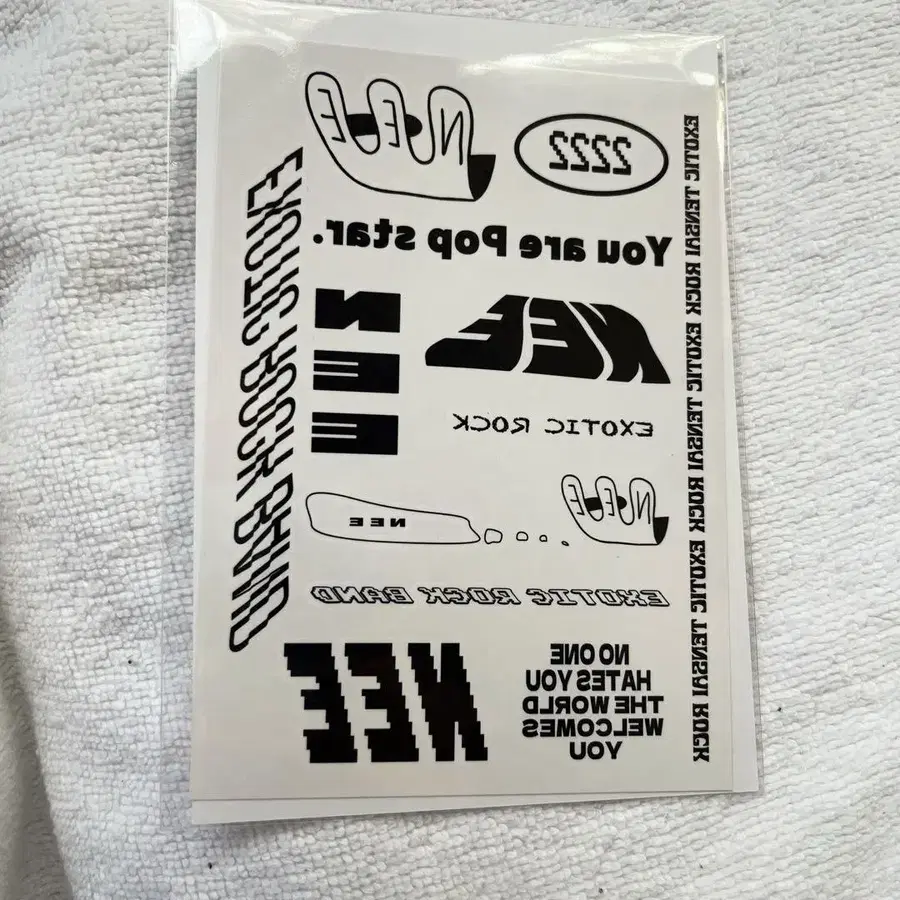 NEE
2222
You are Pop star.
EXOTIC ROCK BAND
NEE
NEE
EXOTIC ROCK
NEE
NEE
EXOTIC ROCK BAND
NEE
NO ONE
HATES YOU
THE WORLD
WELCOMES
YOU
EXOTIC TENSAI ROCK EXOTIC TENSAI ROCK EXOTIC TENSAI ROCK